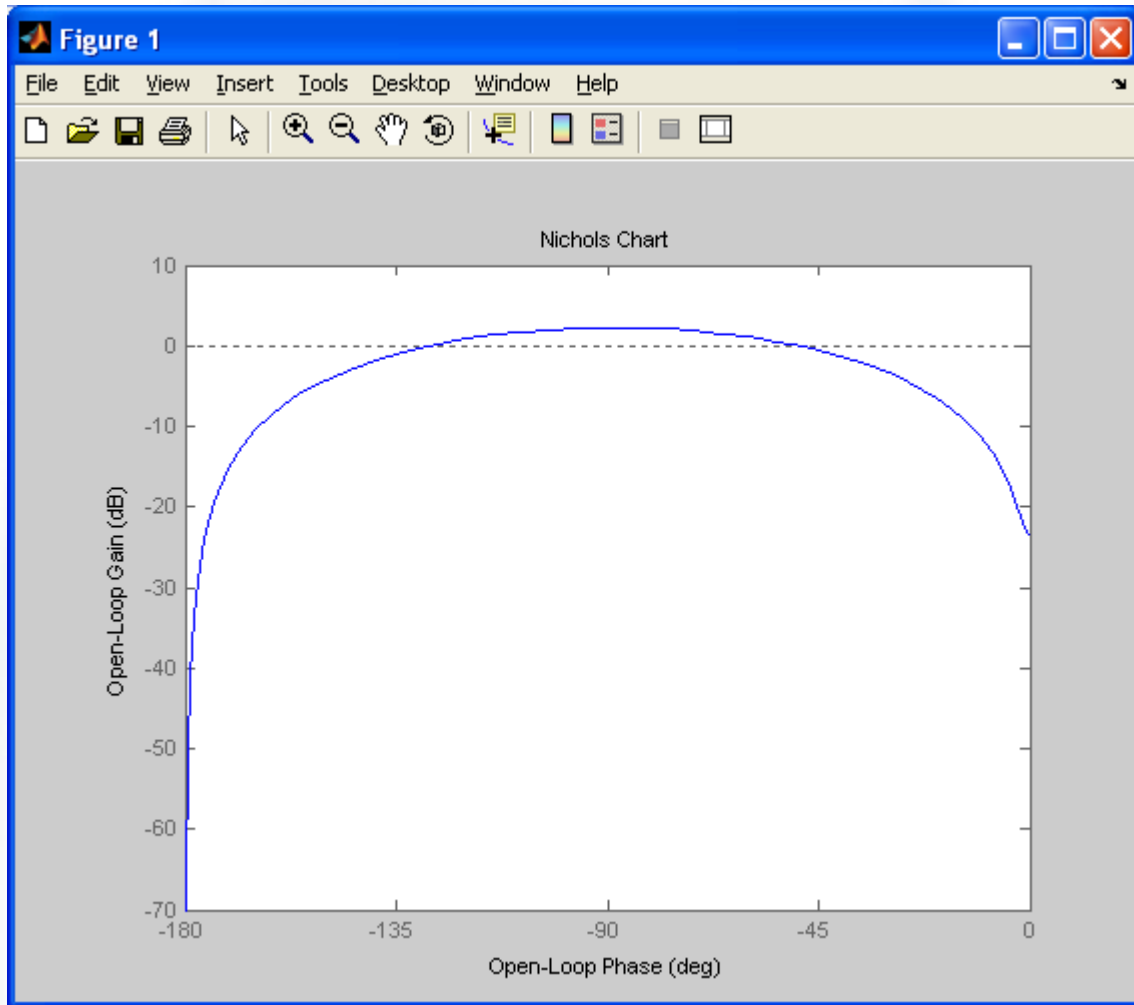 Figure 1
File Edit View Insert Tools Desktop Window Help
Nichols Chart
10
0
-10
-20
-30
-40
-50
-60
-70
Open-Loop Gain (dB)
-180 -135 -90 -45 0
Open-Loop Phase (deg)